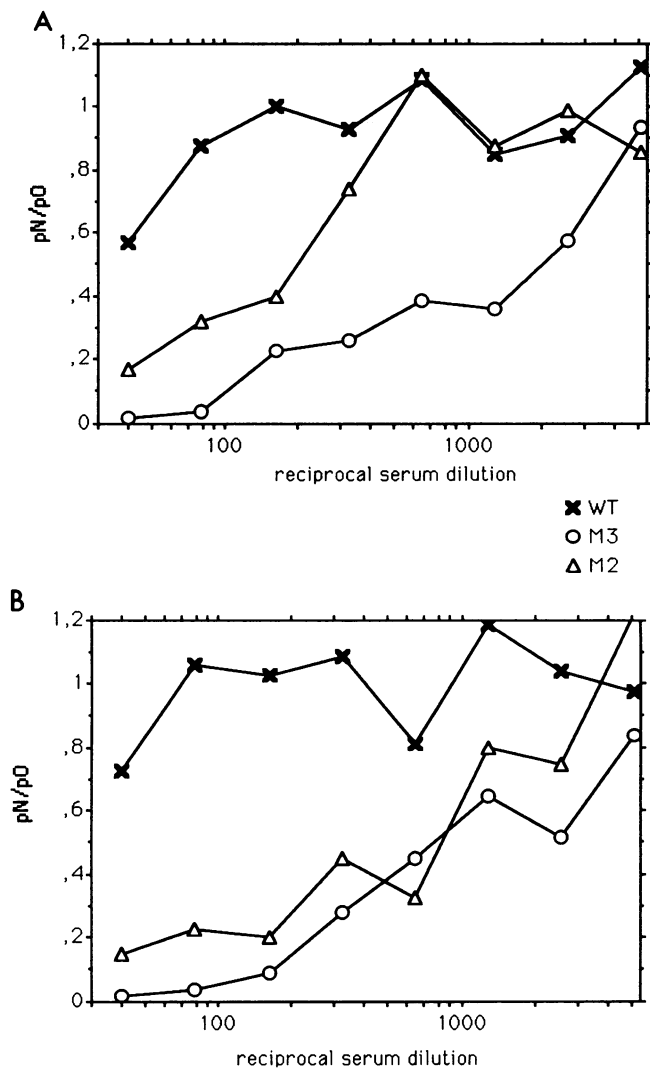 A
1,2
1
,8
,6
,4
,2
0
pN/pO
100 1000
reciprocal serum dilution
WT
M3
M2
B
1,2
1
,8
,6
,4
,2
0
pN/pO
100 1000
reciprocal serum dilution